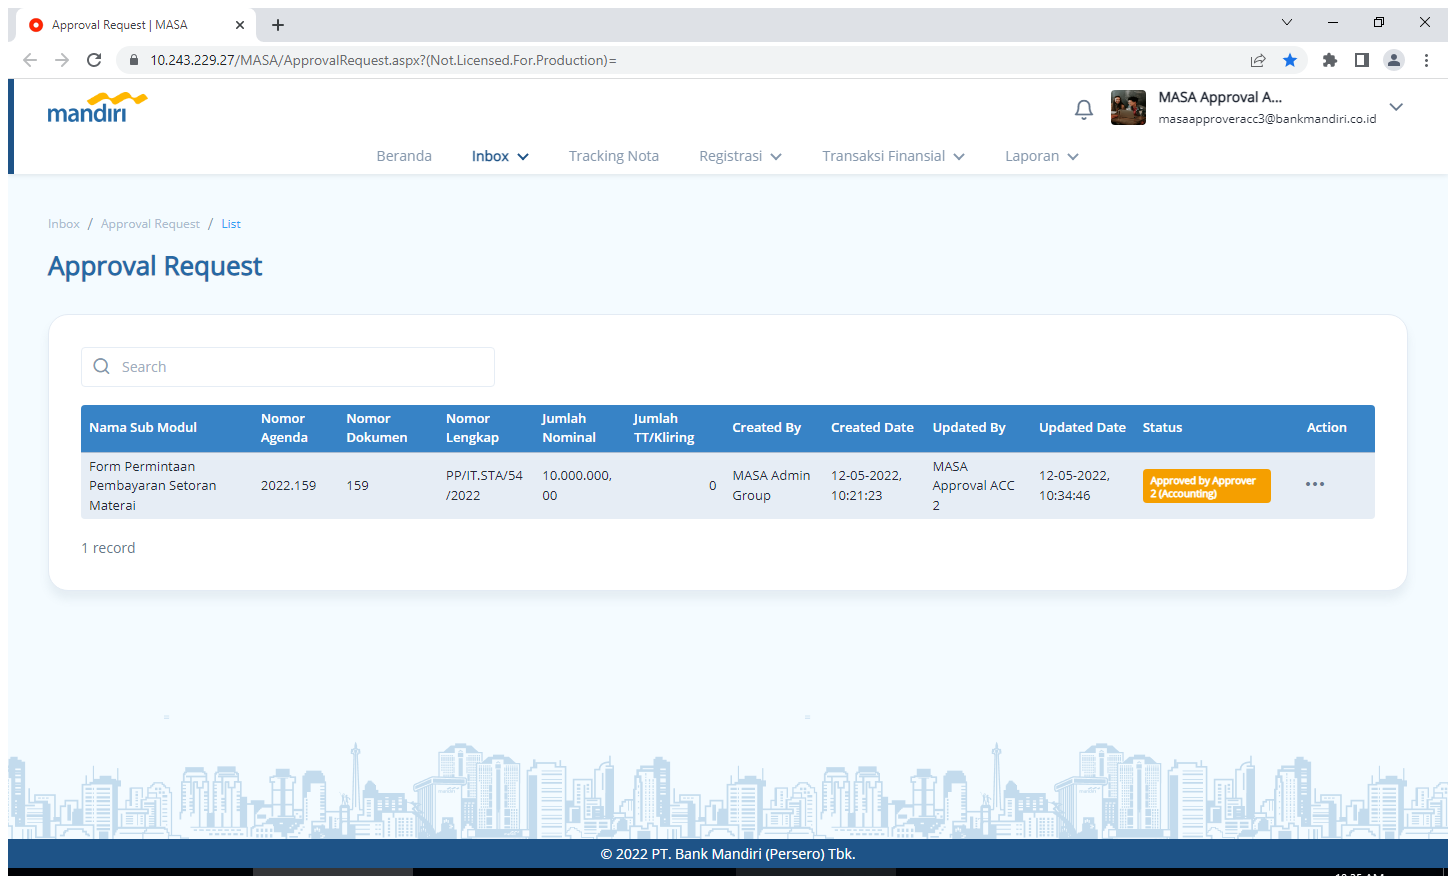 Approval Request | MASA
10.243.229.27/MASA/ApprovalRequest.aspx?(Not.Licensed.For.Production)=
mandiri
MASA Approval A...
masaapproveracc3@bankmandiri.co.id
Beranda Inbox Tracking Nota Registrasi Transaksi Finansial Laporan
Inbox / Approval Request / List
Approval Request
Search
Nama Sub Modul
Nomor
Agenda
Nomor
Dokumen
Nomor
Lengkap
Jumlah
Nominal
Jumlah
TT/Kliring
Created By
Created Date
Updated By
Updated Date
Status
Action
Form Permintaan
Pembayaran Setoran
Materai
2022.159
159
PP/IT.STA/54
/2022
10.000.000,
00
0
MASA Admin
Group
12-05-2022,
10:21:23
MASA
Approval ACC
2
12-05-2022,
10:34:46
Approved by Approver
2 (Accounting)
1 record
© 2022 PT. Bank Mandiri (Persero) Tbk.